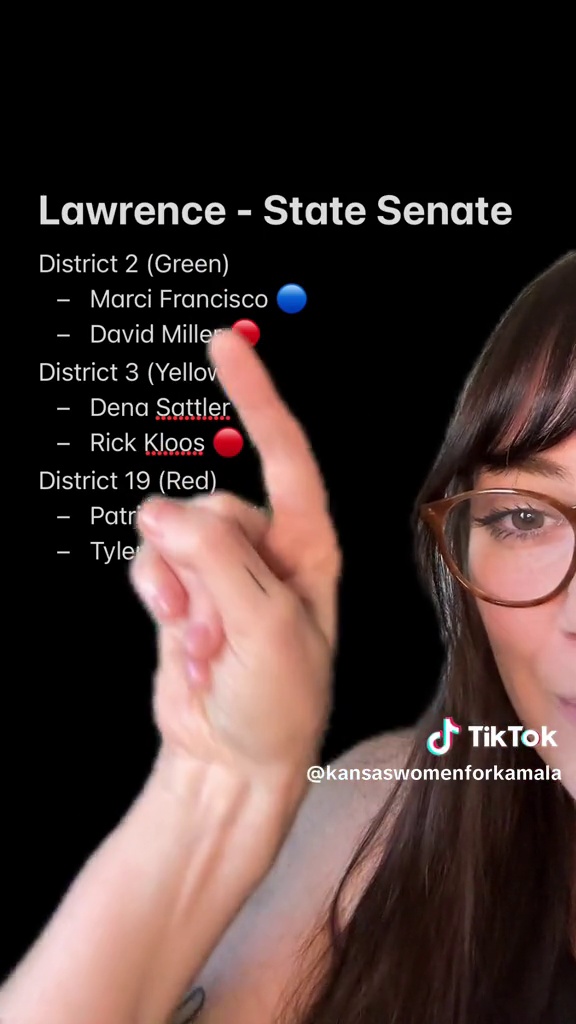 Lawrence - State Senate
District 2 (Green)
– Marci Francisco
– David Miller
District 3 (Yellow
– Dena Sattler
– Rick Kloos
District 19 (Red)
– Patri
– Tyle
TikTok
@kansaswomenforkamala